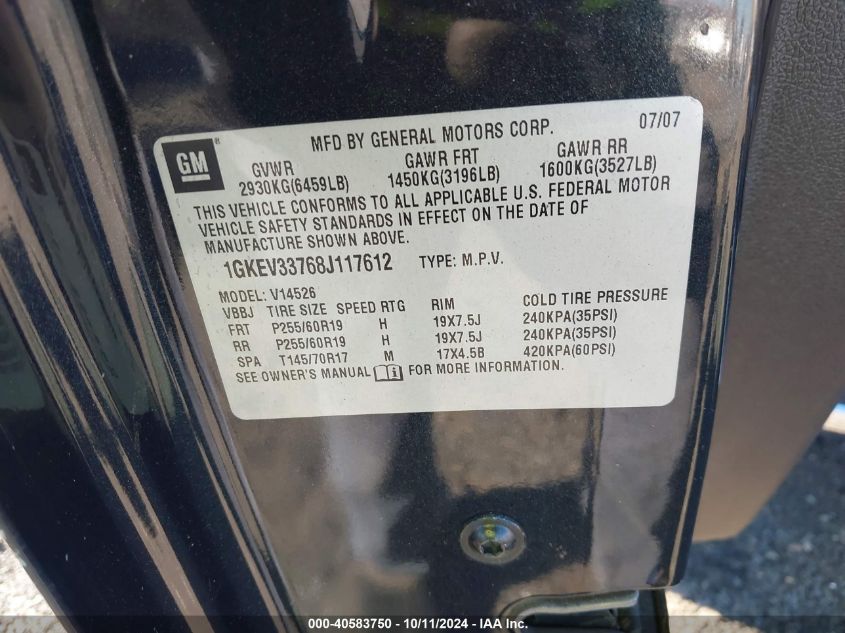 MFD BY GENERAL MOTORS CORP. 07/07
GM
GVWR GAWR FRT GAWR RR
2930KG(6459LB) 1450KG(3196LB) 1600KG(3527LB)
THIS VEHICLE CONFORMS TO ALL APPLICABLE U.S. FEDERAL MOTOR
VEHICLE SAFETY STANDARDS IN EFFECT ON THE DATE OF
MANUFACTURE SHOWN ABOVE.
1GKEV33768J117612 TYPE: M.P.V.
MODEL: V14526
VBBJ TIRE SIZE SPEED RTG RIM COLD TIRE PRESSURE
FRT P255/60R19 H 19X7.5J 240KPA(35PSI)
RR P255/60R19 H 19X7.5J 240KPA(35PSI)
SPA T145/70R17 M 17X4.5B 420KPA(60PSI)
SEE OWNER'S MANUAL FOR MORE INFORMATION.
000-40583750 - 10/11/2024 - www.iaai.com